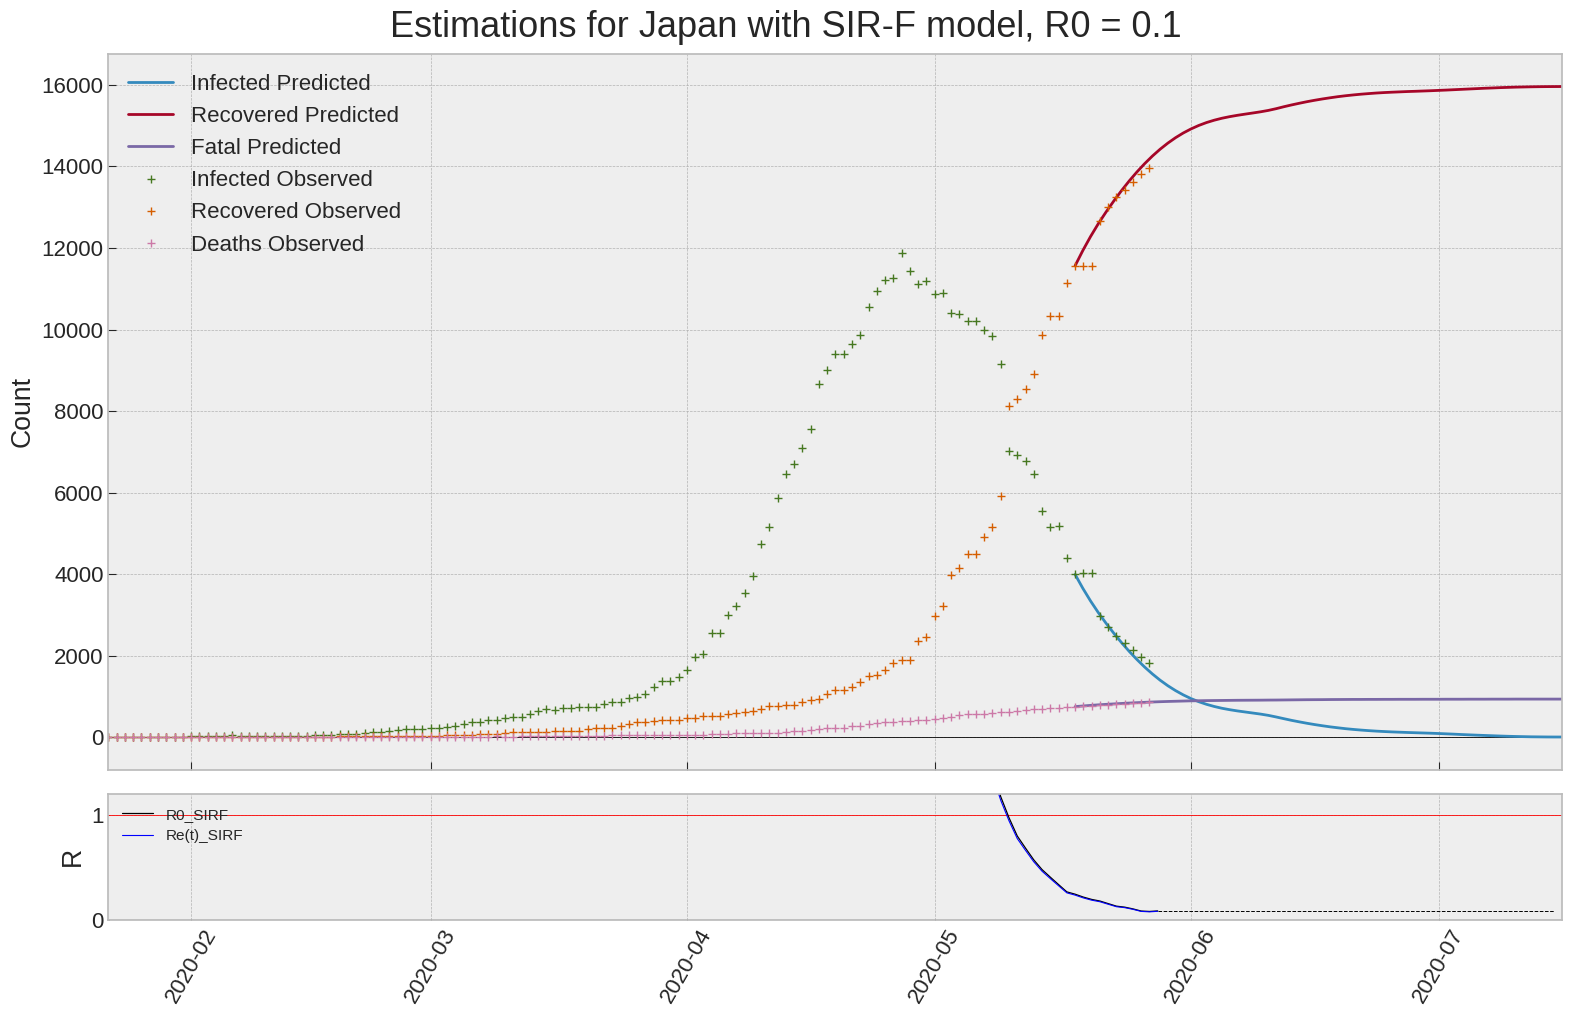 Estimations for Japan with SIR-F model, R0 = 0.1
Infected Predicted
Recovered Predicted
Fatal Predicted
Infected Observed
Recovered Observed
Deaths Observed
16000
14000
12000
10000
8000
6000
4000
2000
0
Count
R0_SIRF
Re(t)_SIRF
1
0
R
2020-02
2020-03
2020-04
2020-05
2020-06
2020-07